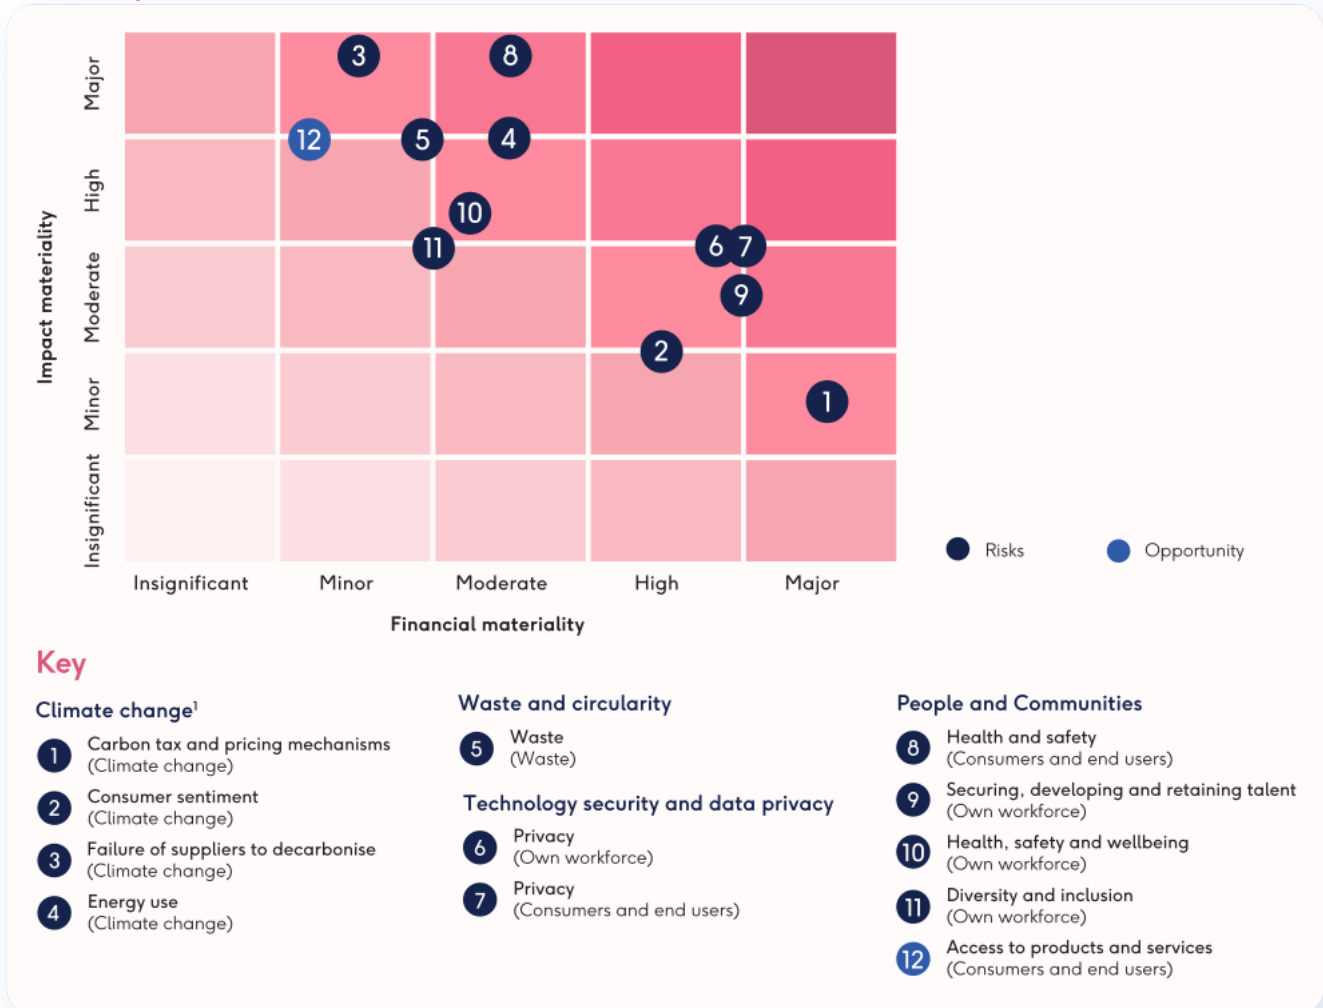 Major
3
8
12
5
4
High
10
11
6
7
Impact materiality
Moderate
9
2
Minor
1
Insignificant
Risks
Opportunity
Insignificant
Minor
Moderate
High
Major
Financial materiality
Key
Climate change¹
1
Carbon tax and pricing mechanisms
(Climate change)
2
Consumer sentiment
(Climate change)
3
Failure of suppliers to decarbonise
(Climate change)
4
Energy use
(Climate change)
Waste and circularity
5
Waste
(Waste)
Technology security and data privacy
6
Privacy
(Own workforce)
7
Privacy
(Consumers and end users)
People and Communities
8
Health and safety
(Consumers and end users)
9
Securing, developing and retaining talent
(Own workforce)
10
Health, safety and wellbeing
(Own workforce)
11
Diversity and inclusion
(Own workforce)
12
Access to products and services
(Consumers and end users)